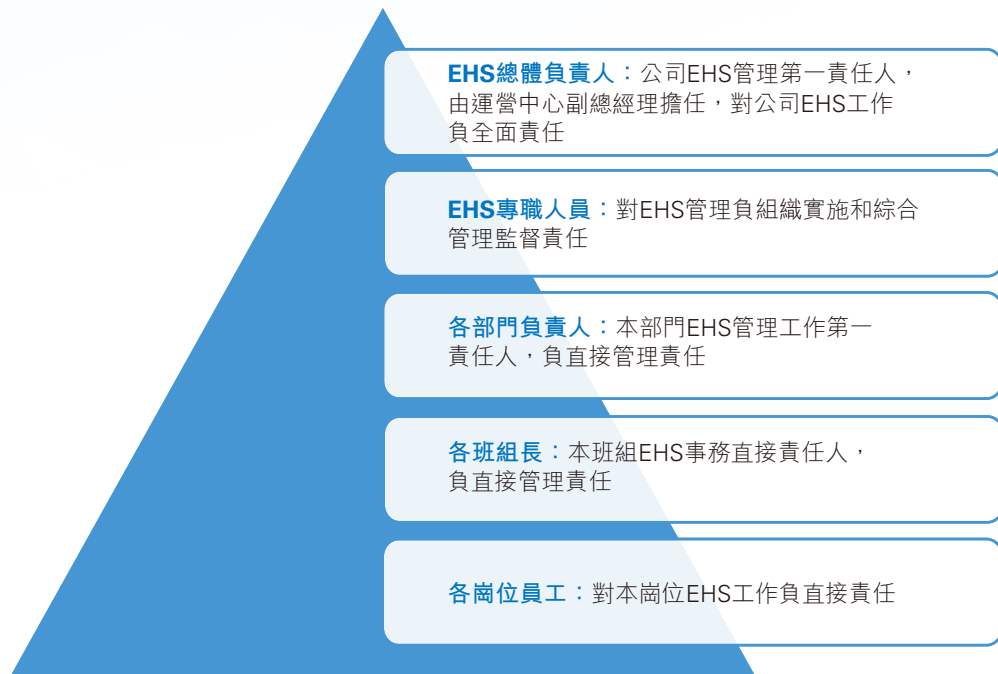 EHS總體負責人：公司EHS管理第一責任人，
由運營中心副總經理擔任，對公司EHS工作
負全面責任
EHS專職人員：對EHS管理負組織實施和綜合
管理監督責任
各部門負責人：本部門EHS管理工作第一
責任人，負直接管理責任
各班組長：本班組EHS事務直接責任人，
負直接管理責任
各崗位員工：對本崗位EHS工作負直接責任